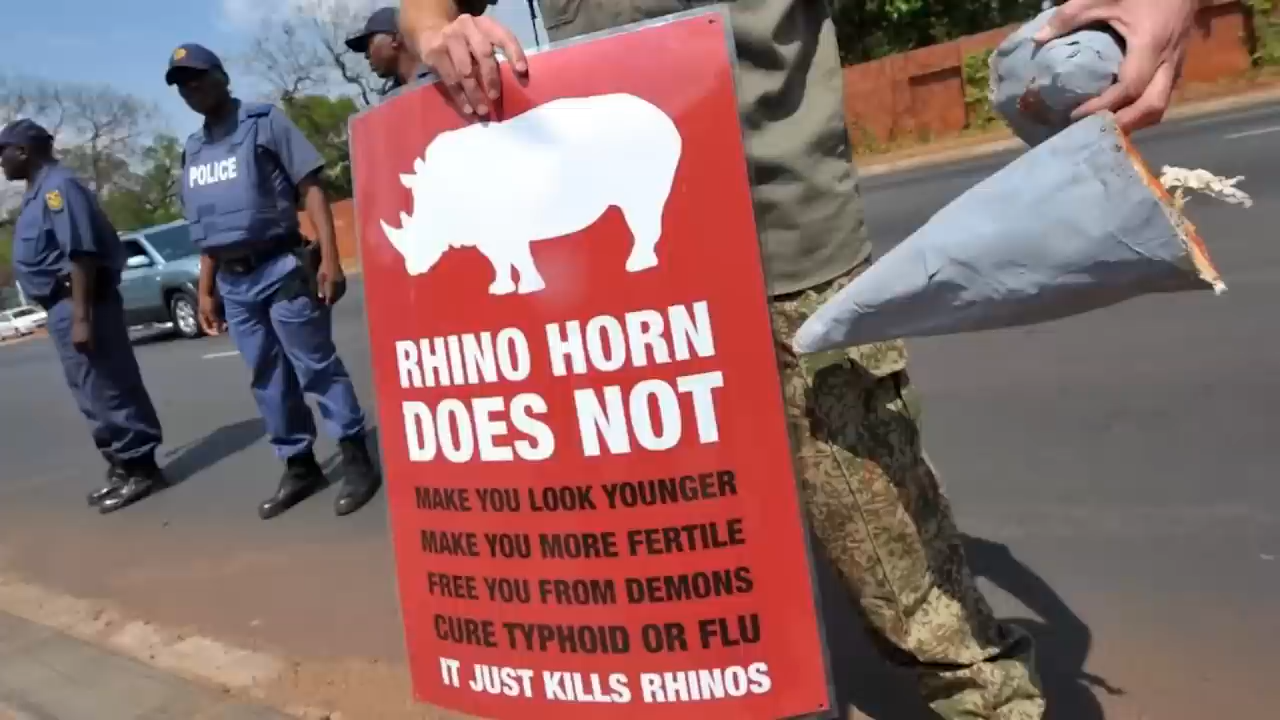 POLICE
RHINO HORN
DOES NOT
MAKE YOU LOOK YOUNGER
MAKE YOU MORE FERTILE
FREE YOU FROM DEMONS
CURE TYPHOID OR FLU
IT JUST KILLS RHINOS